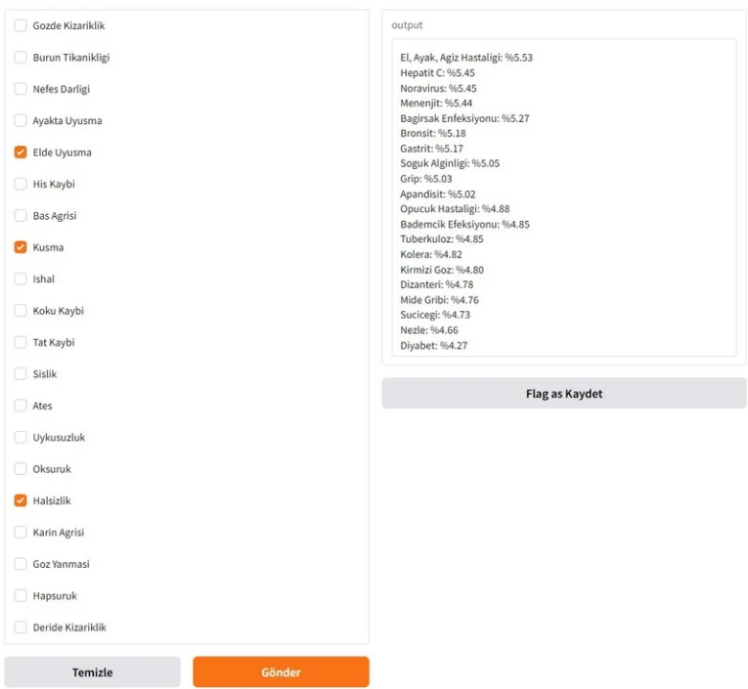 Gozde Kizariklik
Burun Tikanikligi
Nefes Darligi
Ayakta Uyusma
Elde Uyusma
His Kaybi
Bas Agrisi
Kusma
Ishal
Koku Kaybi
Tat Kaybi
Sislik
Ates
Uykusuzluk
Oksuruk
Halsizlik
Karin Agrisi
Goz Yanmasi
Hapsuruk
Deride Kizariklik
Temizle
Gönder
output
El, Ayak, Agiz Hastaligi: %5.53
Hepatit C: %5.45
Noravirus: %5.45
Menenjit: %5.44
Bagirsak Enfeksiyonu: %5.27
Bronsit: %5.18
Gastrit: %5.17
Soguk Alginligi: %5.05
Grip: %5.03
Apandisit: %5.02
Opucuk Hastaligi: %4.88
Bademcik Efeksiyonu: %4.85
Tuberkuloz: %4.85
Kolera: %4.82
Kirmizi Goz: %4.80
Dizanteri: %4.78
Mide Gribi: %4.76
Sucicegi: %4.73
Nezle: %4.66
Diyabet: %4.27
Flag as Kaydet